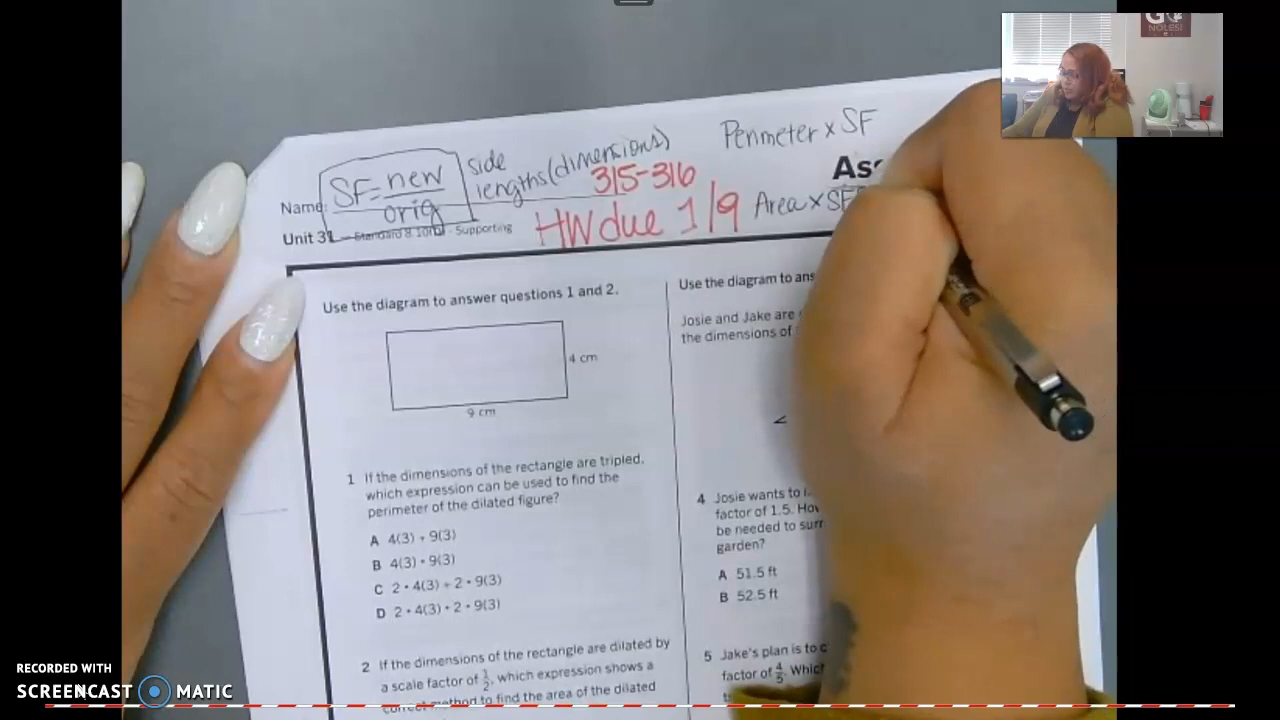 GO
NOLES!
SF = new/orig
side
lengths (dimensions)
Perimeter x SF
315-316
Name:
HW due 1/9
Area x SF
Unit 31 - Standard - Supporting
Use the diagram to answer questions 1 and 2.
4 cm
9 cm
1 If the dimensions of the rectangle are tripled,
which expression can be used to find the
perimeter of the dilated figure?
A 4(3) + 9(3)
B 4(3) • 9(3)
C 2 • 4(3) + 2 • 9(3)
D 2 • 4(3) • 2 • 9(3)
2 If the dimensions of the rectangle are dilated by
a scale factor of 1/2, which expression shows a
correct method to find the area of the dilated
Use the diagram to ans
Josie and Jake are
the dimensions of
4 Josie wants to
factor of 1.5. How
be needed to surr
garden?
A 51.5 ft
B 52.5 ft
5 Jake's plan is to c
factor of 4/5. Which
RECORDED WITH
SCREENCAST MATIC